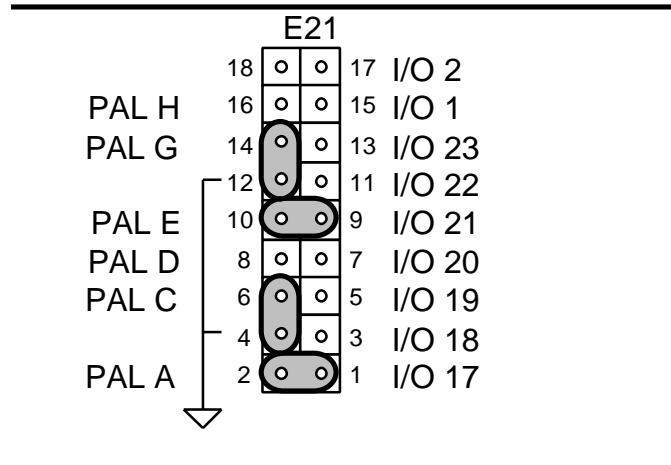 E21
18 17 I/O 2
PAL H 16 15 I/O 1
PAL G 14 13 I/O 23
12 11 I/O 22
PAL E 10 9 I/O 21
PAL D 8 7 I/O 20
PAL C 6 5 I/O 19
4 3 I/O 18
PAL A 2 1 I/O 17